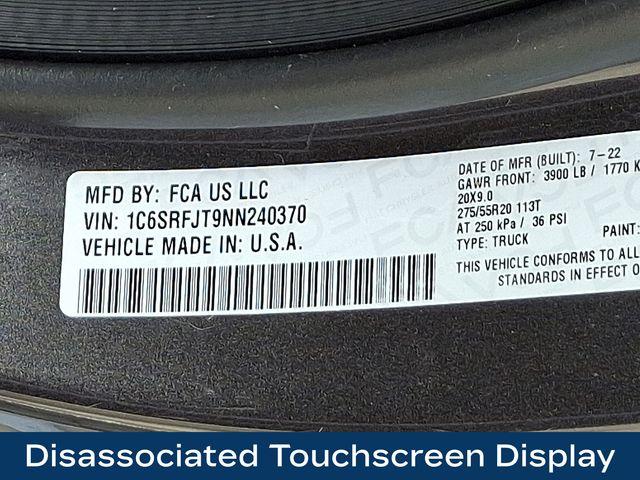 MFD BY: FCA US LLC
VIN: 1C6SRFJT9NN240370
VEHICLE MADE IN: U.S.A.
DATE OF MFR (BUILT): 7-22
GAWR FRONT: 3900 LB / 1770 K
20X9.0
275/55R20 113T
AT 250 kPa / 36 PSI
TYPE: TRUCK
PAINT:
THIS VEHICLE CONFORMS TO ALL
STANDARDS IN EFFECT O
Disassociated Touchscreen Display